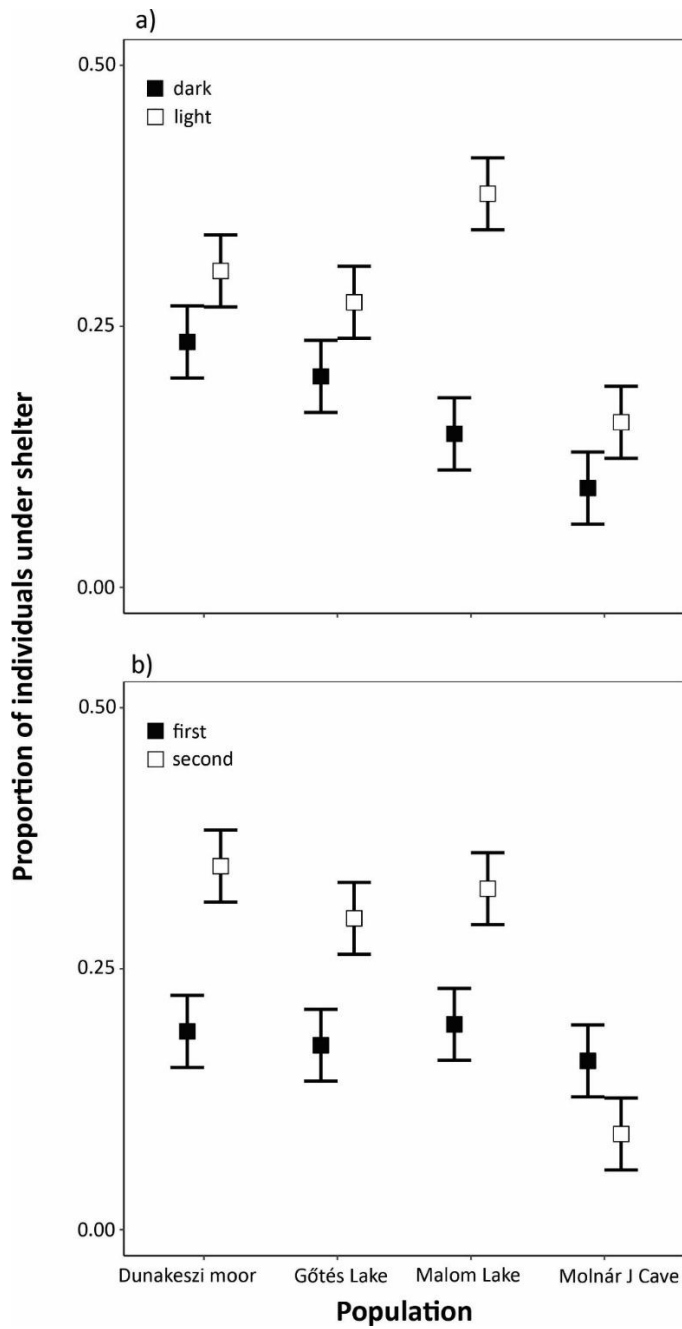 a)
0.50
dark
light
0.25
0.00
b)
0.50
first
second
0.25
0.00
Proportion of individuals under shelter
Dunakeszi moor Gőtés Lake Malom Lake Molnár J Cave
Population